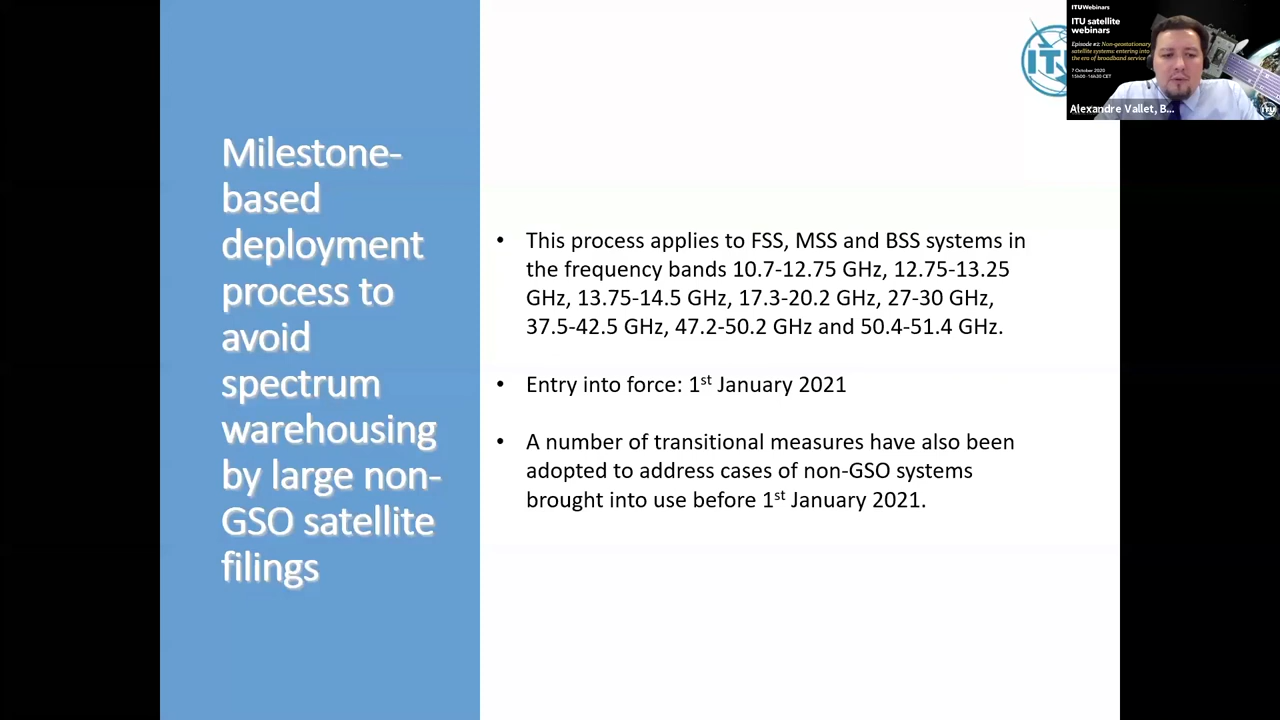 Milestone-
based
deployment
process to
avoid
spectrum
warehousing
by large non-
GSO satellite
filings
• This process applies to FSS, MSS and BSS systems in
the frequency bands 10.7-12.75 GHz, 12.75-13.25
GHz, 13.75-14.5 GHz, 17.3-20.2 GHz, 27-30 GHz,
37.5-42.5 GHz, 47.2-50.2 GHz and 50.4-51.4 GHz.
• Entry into force: 1st January 2021
• A number of transitional measures have also been
adopted to address cases of non-GSO systems
brought into use before 1st January 2021.
ITUWebinars
ITU satellite
webinars
Episode #2: Non-geostationary
satellite systems: entering into
the era of broadband service
7 October 2020
15h00-16h30 CET
Alexandre Vallet, B...
ITU